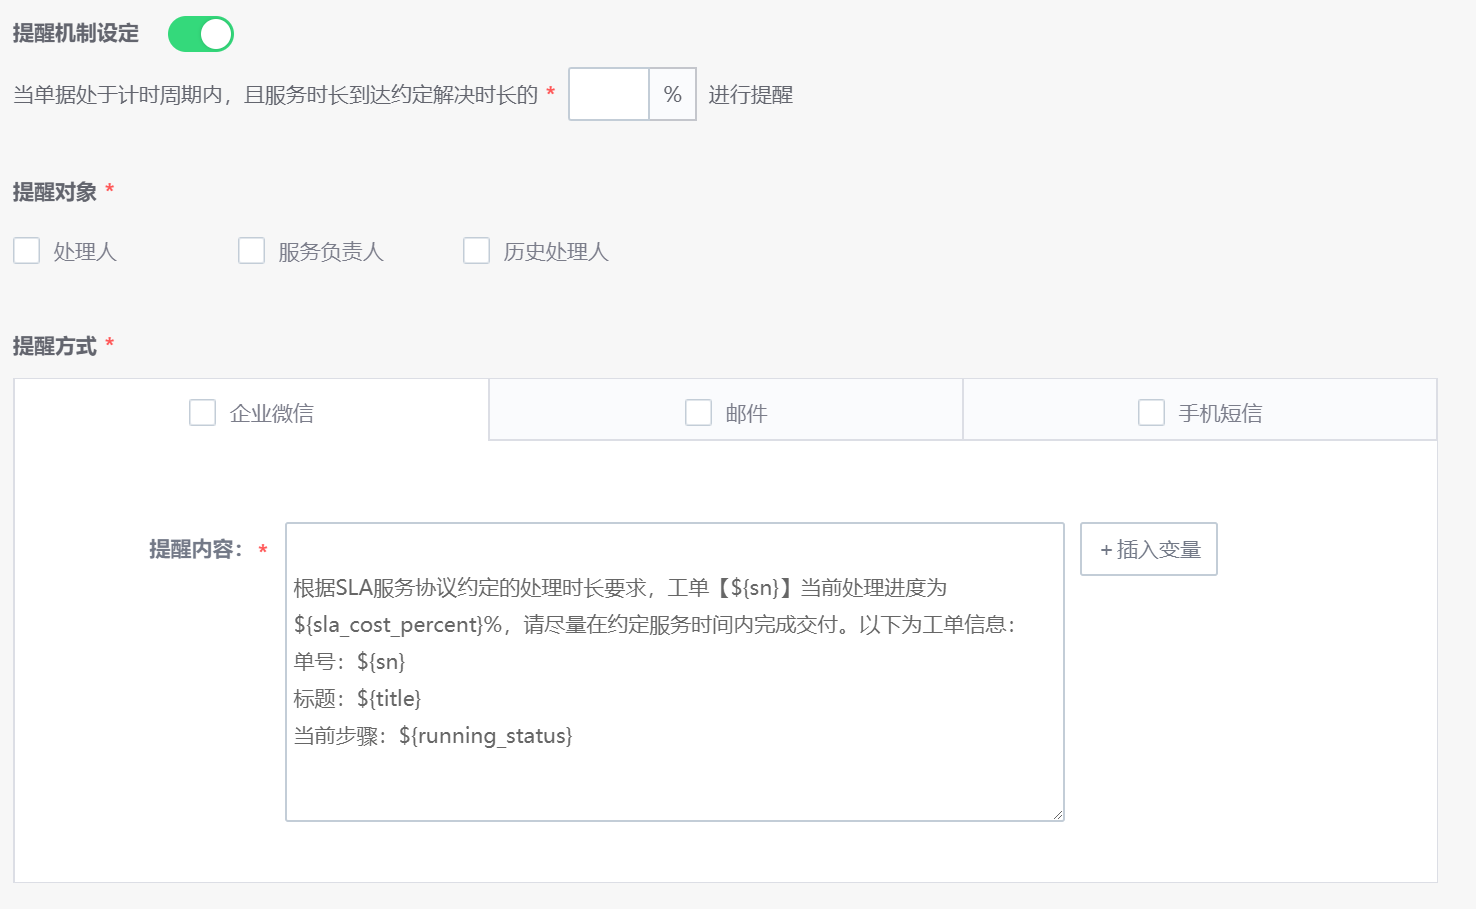 提醒机制设定
当单据处于计时周期内，且服务时长到达约定解决时长的 * % 进行提醒
提醒对象 *
处理人 服务负责人 历史处理人
提醒方式 *
企业微信 邮件 手机短信
提醒内容： * +插入变量
根据SLA服务协议约定的处理时长要求，工单【${sn}】当前处理进度为
${sla_cost_percent}%，请尽量在约定服务时间内完成交付。以下为工单信息：
单号：${sn}
标题：${title}
当前步骤：${running_status}